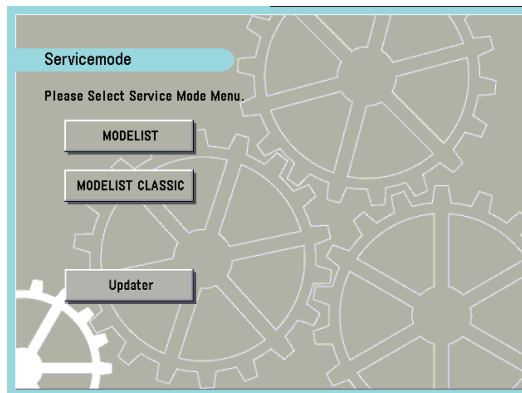 Servicemode
Please Select Service Mode Menu.
MODELIST
MODELIST CLASSIC
Updater